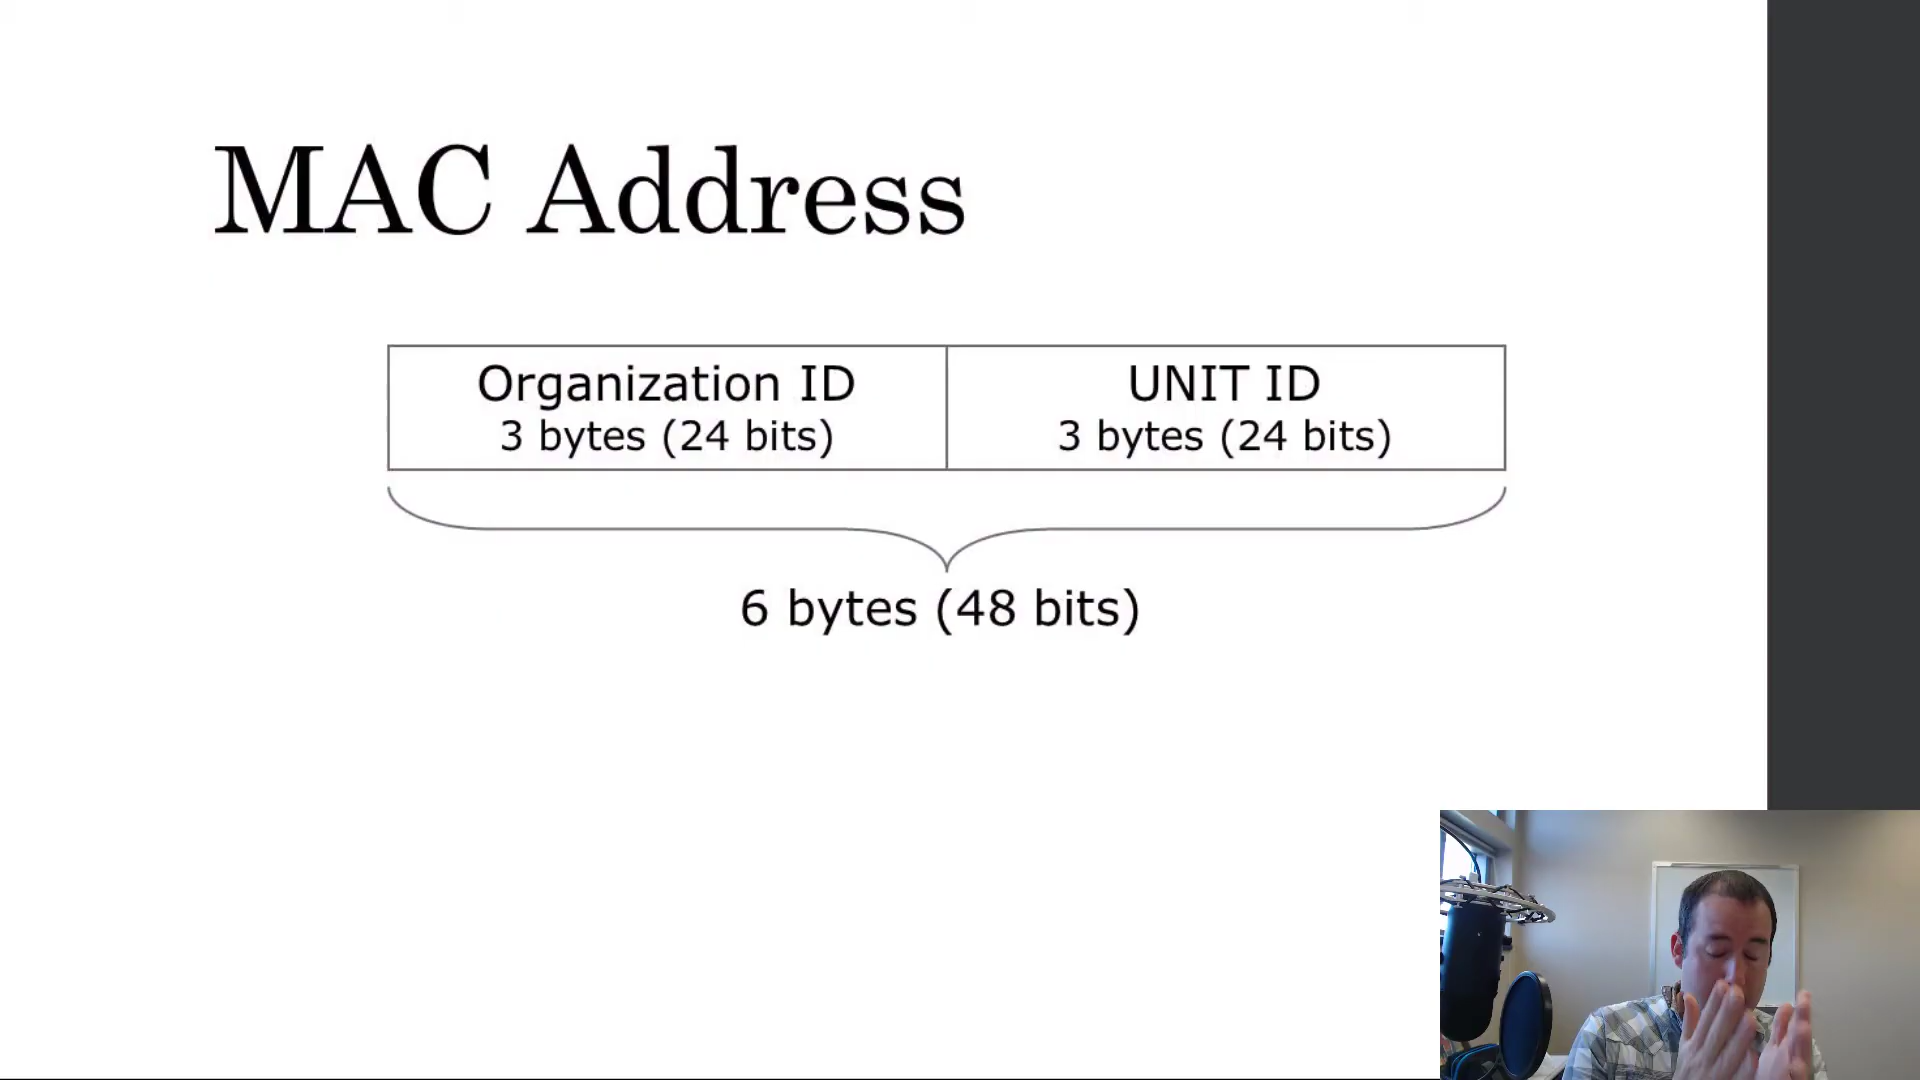 MAC Address
Organization ID
3 bytes (24 bits)
UNIT ID
3 bytes (24 bits)
6 bytes (48 bits)